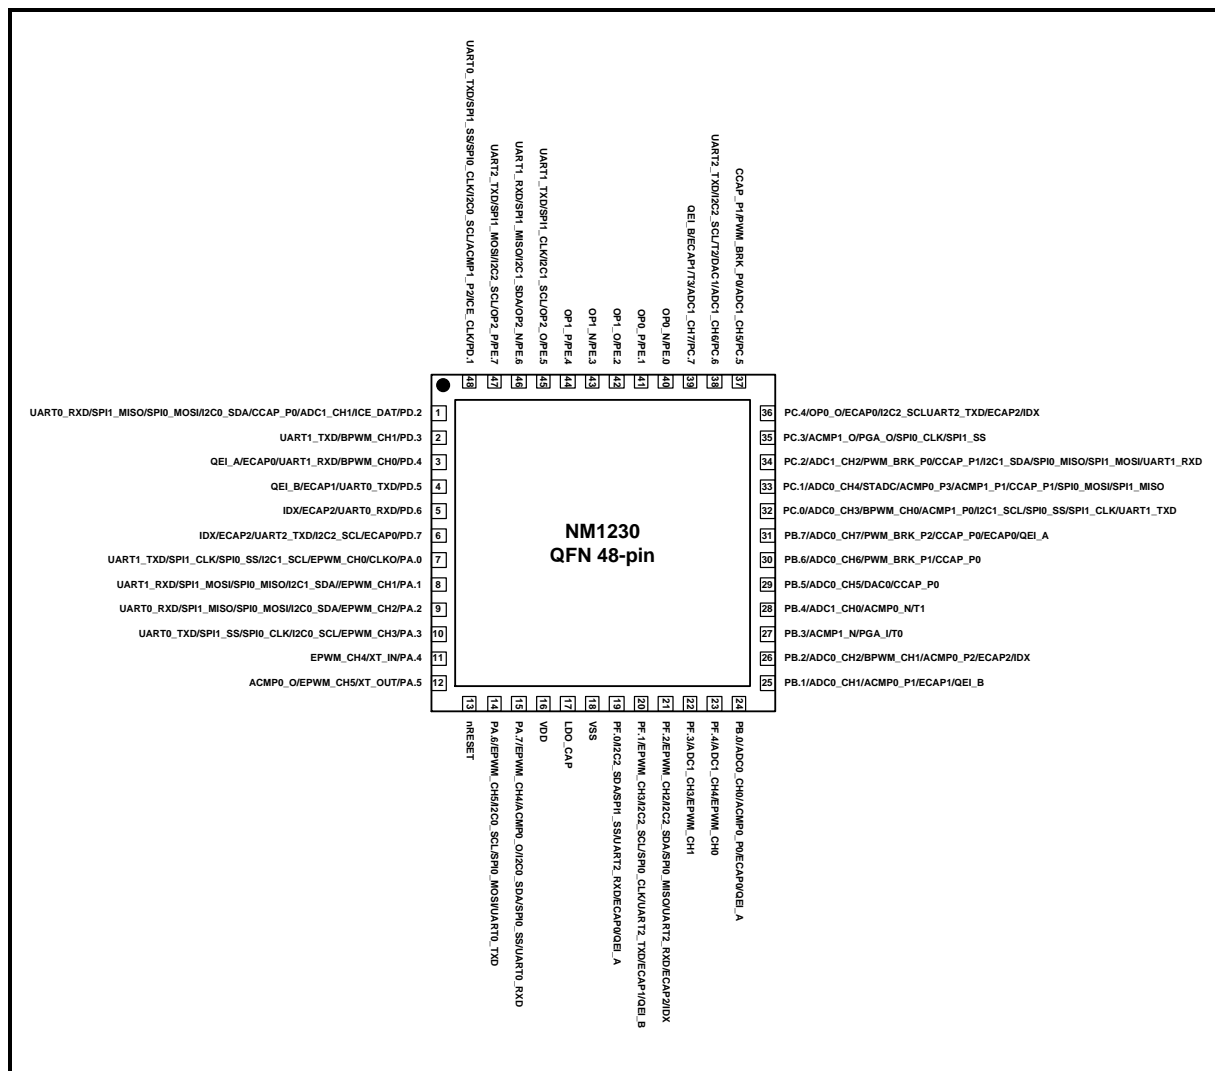 UART0_TXD/SPI1_SS/SPI0_CLK/I2C0_SCL/ACMP1_P2/ICE_CLK/PD.1
UART2_TXD/SPI1_MOSI/I2C2_SCL/OP2_P/PE.7
UART1_RXD/SPI1_MISO/I2C1_SDA/OP2_N/PE.6
UART1_TXD/SPI1_CLK/I2C1_SCL/OP2_O/PE.5
OP1_P/PE.4
OP1_N/PE.3
OP1_O/PE.2
OP0_P/PE.1
OP0_N/PE.0
QEI_B/ECAP1/T3/ADC1_CH7/PC.7
UART2_TXD/I2C2_SCL/T2/DAC1/ADC1_CH6/PC.6
CCAP_P1/PWM_BRK_P0/ADC1_CH5/PC.5
48 47 46 45 44 43 42 41 40 39 38 37
UART0_RXD/SPI1_MISO/SPI0_MOSI/I2C0_SDA/CCAP_P0/ADC1_CH1/ICE_DAT/PD.2 1
UART1_TXD/BPWM_CH1/PD.3 2
QEI_A/ECAP0/UART1_RXD/BPWM_CH0/PD.4 3
QEI_B/ECAP1/UART0_TXD/PD.5 4
IDX/ECAP2/UART0_RXD/PD.6 5
IDX/ECAP2/UART2_TXD/I2C2_SCL/ECAP0/PD.7 6
UART1_TXD/SPI1_CLK/SPI0_SS/I2C1_SCL/EPWM_CH0/CLKO/PA.0 7
UART1_RXD/SPI1_MOSI/SPI0_MISO/I2C1_SDA//EPWM_CH1/PA.1 8
UART0_RXD/SPI1_MISO/SPI0_MOSI/I2C0_SDA/EPWM_CH2/PA.2 9
UART0_TXD/SPI1_SS/SPI0_CLK/I2C0_SCL/EPWM_CH3/PA.3 10
EPWM_CH4/XT_IN/PA.4 11
ACMP0_O/EPWM_CH5/XT_OUT/PA.5 12
NM1230
QFN 48-pin
36 PC.4/OP0_O/ECAP0/I2C2_SCLUART2_TXD/ECAP2/IDX
35 PC.3/ACMP1_O/PGA_O/SPI0_CLK/SPI1_SS
34 PC.2/ADC1_CH2/PWM_BRK_P0/CCAP_P1/I2C1_SDA/SPI0_MISO/SPI1_MOSI/UART1_RXD
33 PC.1/ADC0_CH4/STADC/ACMP0_P3/ACMP1_P1/CCAP_P1/SPI0_MOSI/SPI1_MISO
32 PC.0/ADC0_CH3/BPWM_CH0/ACMP1_P0/I2C1_SCL/SPI0_SS/SPI1_CLK/UART1_TXD
31 PB.7/ADC0_CH7/PWM_BRK_P2/CCAP_P0/ECAP0/QEI_A
30 PB.6/ADC0_CH6/PWM_BRK_P1/CCAP_P0
29 PB.5/ADC0_CH5/DAC0/CCAP_P0
28 PB.4/ADC1_CH0/ACMP0_N/T1
27 PB.3/ACMP1_N/PGA_I/T0
26 PB.2/ADC0_CH2/BPWM_CH1/ACMP0_P2/ECAP2/IDX
25 PB.1/ADC0_CH1/ACMP0_P1/ECAP1/QEI_B
13 14 15 16 17 18 19 20 21 22 23 24
nRESET
PA.6/EPWM_CH5/I2C0_SCL/SPI0_MOSI/UART0_TXD
PA.7/EPWM_CH4/ACMP0_O/I2C0_SDA/SPI0_SS/UART0_RXD
VDD
LDO_CAP
VSS
PF.0/I2C2_SDA/SPI1_SS/UART2_RXD/ECAP0/QEI_A
PF.1/EPWM_CH3/I2C2_SCL/SPI0_CLK/UART2_TXD/ECAP1/QEI_B
PF.2/EPWM_CH2/I2C2_SDA/SPI0_MISO/UART2_RXD/ECAP2/IDX
PF.3/ADC1_CH3/EPWM_CH1
PF.4/ADC1_CH4/EPWM_CH0
PB.0/ADC0_CH0/ACMP0_P0/ECAP0/QEI_A